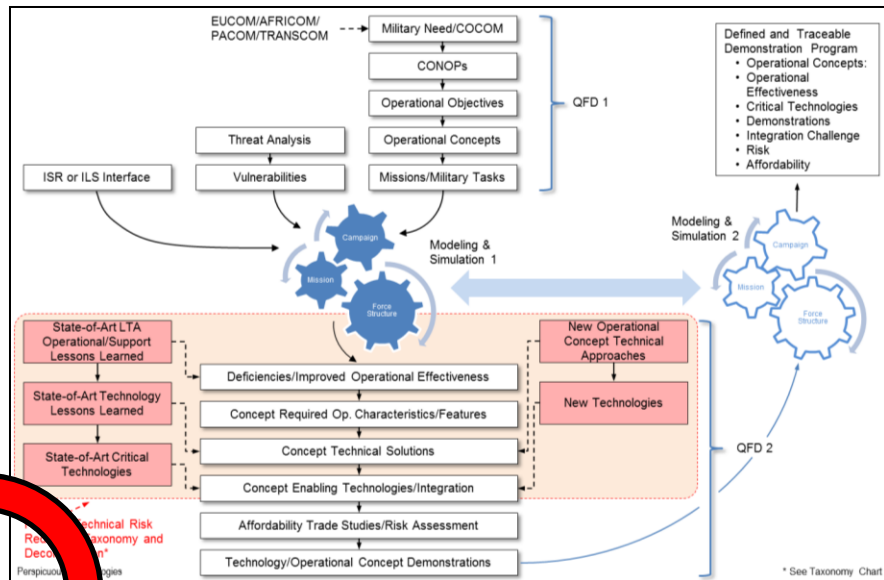 EUCOM/AFRICOM/
PACOM/TRANSCOM
Military Need/COCOM
CONOPs
Operational Objectives
Operational Concepts
Missions/Military Tasks
QFD 1
Threat Analysis
Vulnerabilities
ISR or ILS Interface
Defined and Traceable
Demonstration Program
• Operational Concepts:
• Operational
Effectiveness
• Critical Technologies
• Demonstrations
• Integration Challenge
• Risk
• Affordability
Campaign
Mission
Force
Structure
Modeling &
Simulation 1
Modeling &
Simulation 2
Campaign
Mission
Force
Structure
State-of-Art LTA
Operational/Support
Lessons Learned
State-of-Art Technology
Lessons Learned
State-of-Art Critical
Technologies
Deficiencies/Improved Operational Effectiveness
Concept Required Op. Characteristics/Features
Concept Technical Solutions
Concept Enabling Technologies/Integration
Affordability Trade Studies/Risk Assessment
Technology/Operational Concept Demonstrations
New Operational
Concept Technical
Approaches
New Technologies
QFD 2
Technical Risk
Taxonomy and
Perspicuou
* See Taxonomy Chart